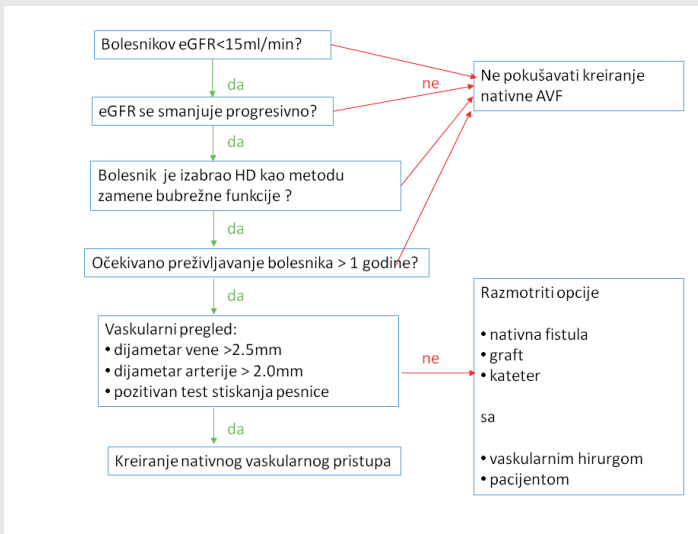 Bolesnikov eGFR<15ml/min?
da
ne
eGFR se smanjuje progresivno?
Ne pokušavati kreiranje
nativne AVF
da
Bolesnik je izabrao HD kao metodu
zamene bubrežne funkcije ?
da
Očekivano preživljavanje bolesnika > 1 godine?
da
Vaskularni pregled:
• dijametar vene >2.5mm
• dijametar arterije > 2.0mm
• pozitivan test stiskanja pesnice
ne
da
Kreiranje nativnog vaskularnog pristupa
Razmotriti opcije
• nativna fistula
• graft
• kateter
sa
• vaskularnim hirurgom
• pacijentom